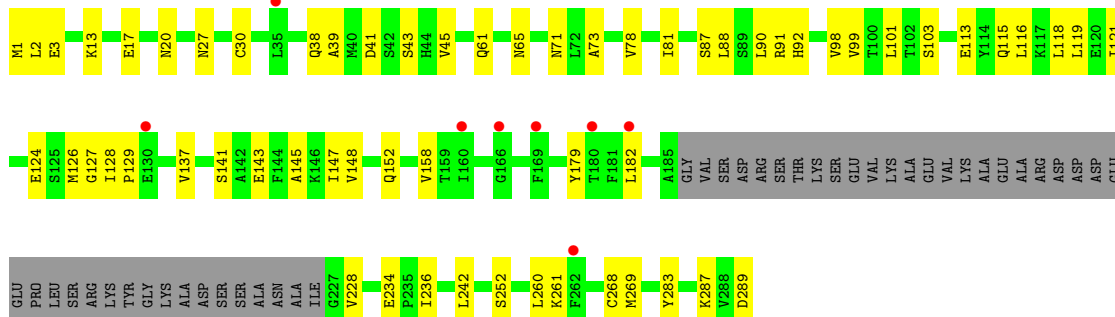 M1 L2 E3 K13 E17 N20 N27 C30 L35 Q38 A39 M40 D41 S42 S43 H44 V45 Q61 N65 N71 L72 A73 V78 I81 S87 L88 S89 L90 R91 H92 V98 V99 T100 L101 T102 S103 E113 Y114 Q115 L116 K117 L118 L119 E120
E124 S125 M126 G127 I128 P129 E130 V137 S141 A142 E143 F144 A145 K146 I147 V148 Q152 V158 T159 I160 G166 F169 Y179 T180 F181 L182 A185 GLY VAL SER ASP ARG SER THR LYS SER GLU VAL LYS ALA GLU VAL LYS ALA GLU ALA ARG ASP ASP ASP
GLU PRO LEU SER ARG LYS TYR GLY LYS LYS ALA ASP SER SER ALA ASN ALA ILE G227 V228 E234 P235 I236 L242 S252 L260 K261 F262 C268 M269 Y283 K287 V288 D289